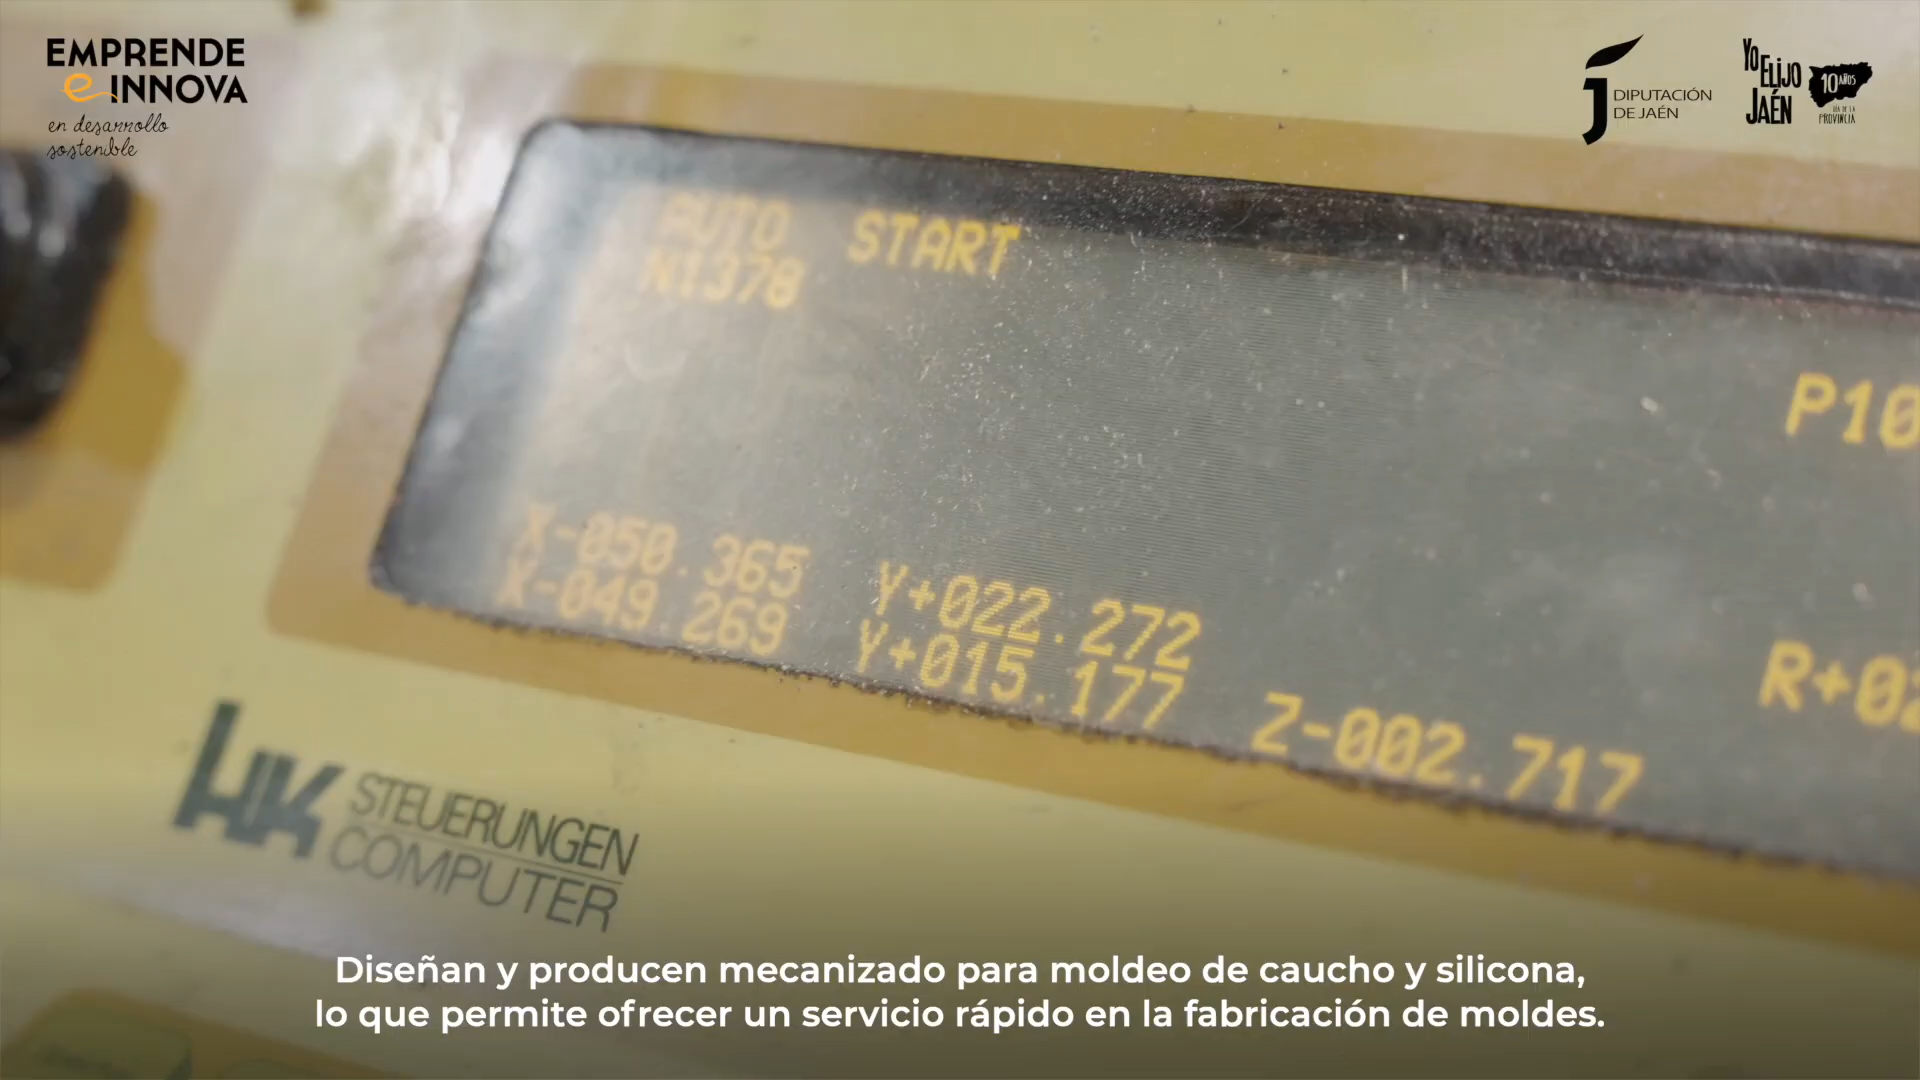 EMPRENDE
e INNOVA
en desarrollo
sostenible
DIPUTACIÓN
DE JAÉN
YO
ELIJO
JAÉN
10 AÑOS
DÍA DE LA
PROVINCIA
AUTO START
N1378
P10
X-050.365 Y+022.272
X-049.269 Y+015.177 Z-002.717
R+02
STEUERUNGEN
COMPUTER
Diseñan y producen mecanizado para moldeo de caucho y silicona,
lo que permite ofrecer un servicio rápido en la fabricación de moldes.